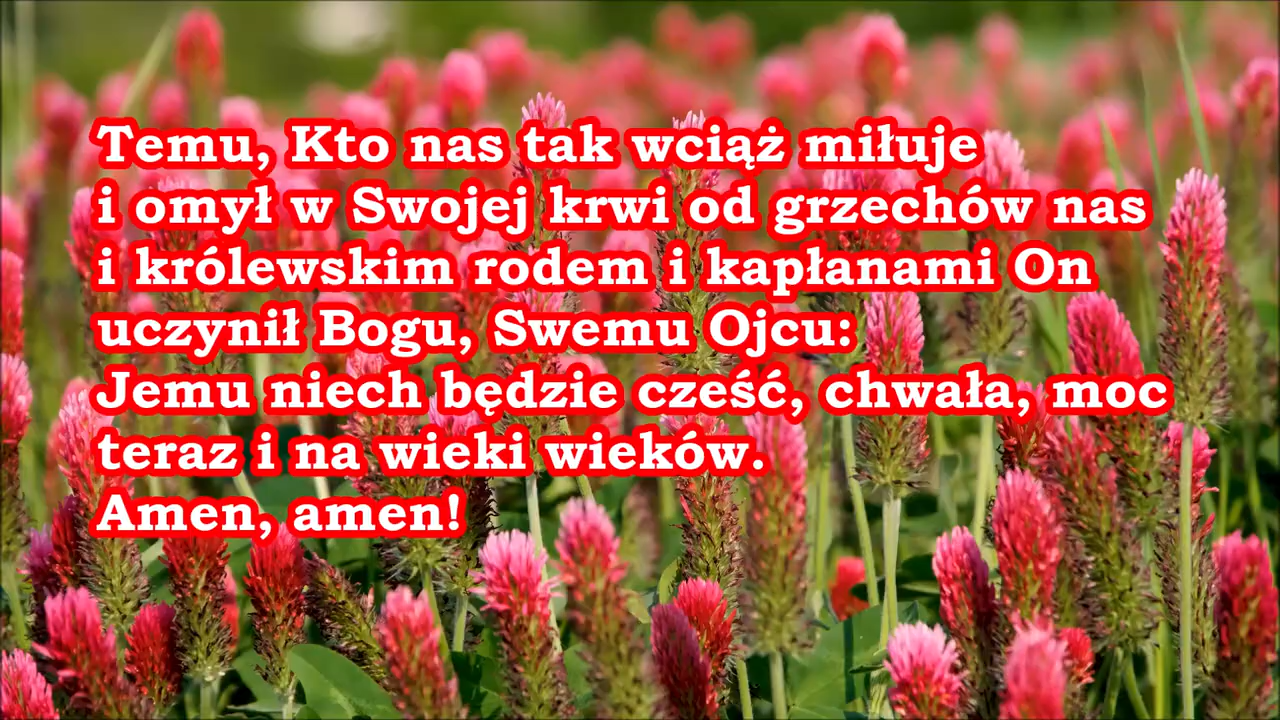 Temu, Kto nas tak wciąż miłuje
i omył w Swojej krwi od grzechów nas
i królewskim rodem i kapłanami On
uczynił Bogu, Swemu Ojcu:
Jemu niech będzie cześć, chwała, moc
teraz i na wieki wieków.
Amen, amen!